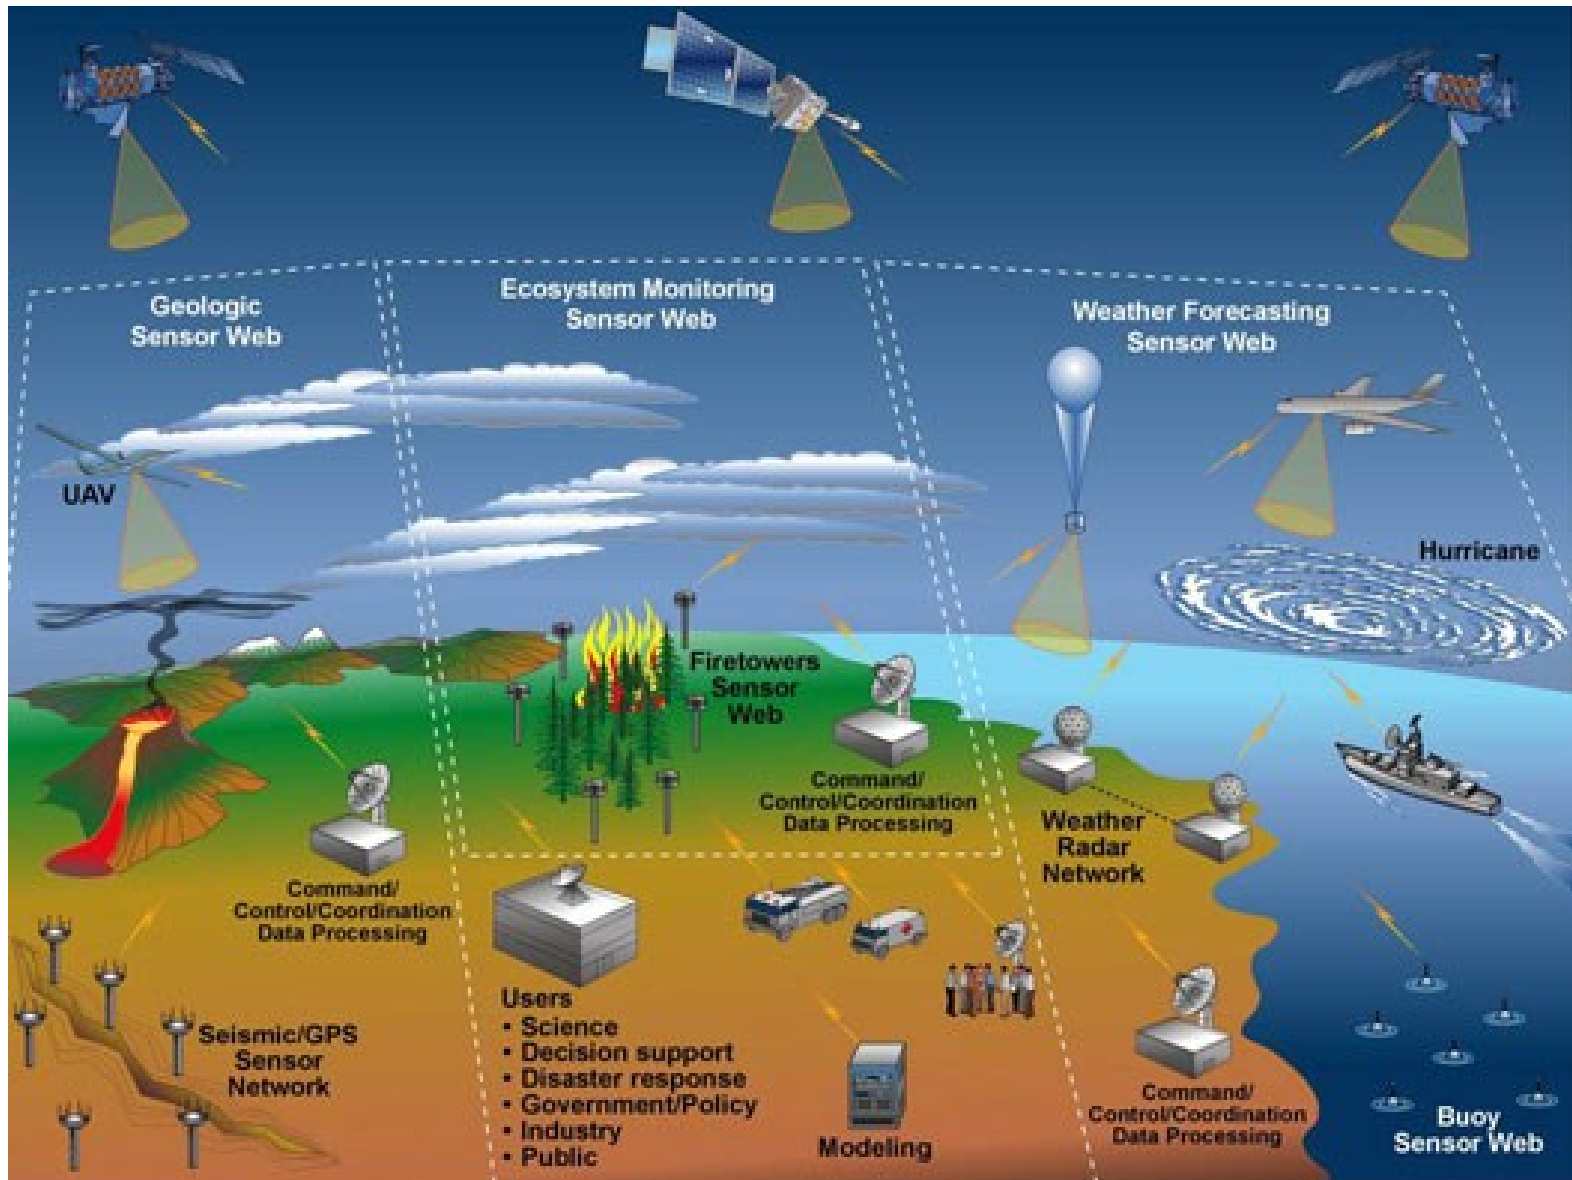 Geologic
Sensor Web
Ecosystem Monitoring
Sensor Web
Weather Forecasting
Sensor Web
UAV
Hurricane
Firetowers
Sensor
Web
Command/
Control/Coordination
Data Processing
Weather
Radar
Network
Command/
Control/Coordination
Data Processing
Seismic/GPS
Sensor
Network
Users
• Science
• Decision support
• Disaster response
• Government/Policy
• Industry
• Public
Modeling
Command/
Control/Coordination
Data Processing
Buoy
Sensor Web